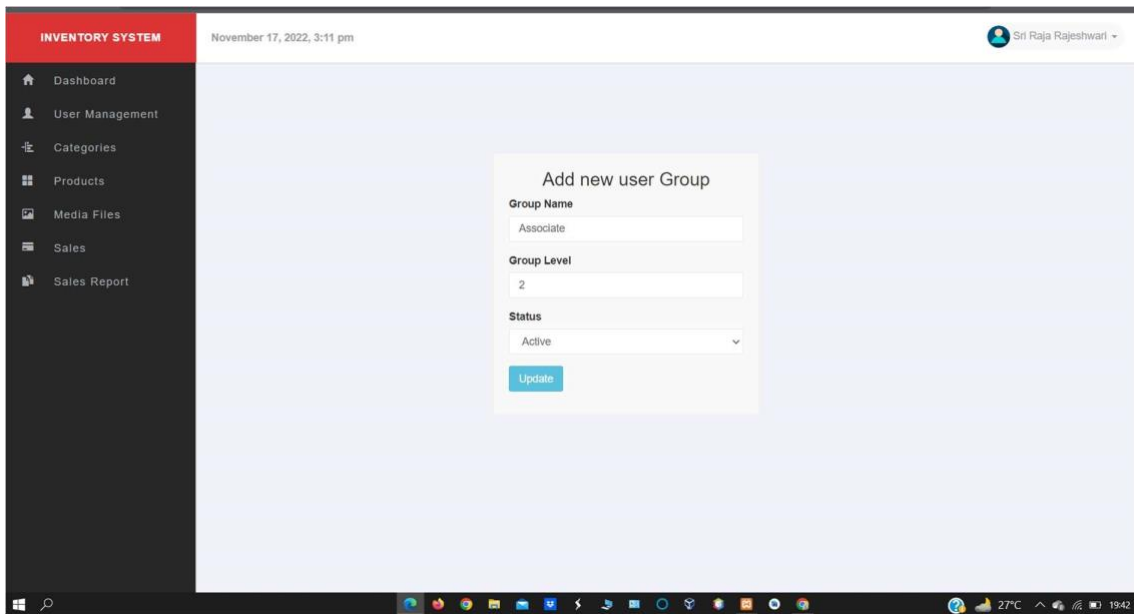 INVENTORY SYSTEM
November 17, 2022, 3:11 pm
Sri Raja Rajeshwari
Dashboard
User Management
Categories
Products
Media Files
Sales
Sales Report
Add new user Group
Group Name
Associate
Group Level
2
Status
Active
Update
27°C
19:42